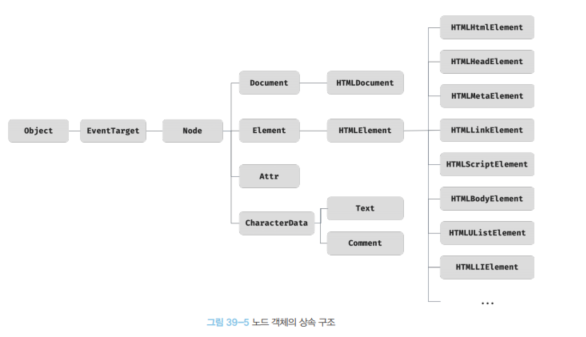 Object
EventTarget
Node
Document
HTMLDocument
Element
HTMLElement
Attr
CharacterData
Text
Comment
HTMLHtmlElement
HTMLHeadElement
HTMLMetaElement
HTMLLinkElement
HTMLScriptElement
HTMLBodyElement
HTMLUListElement
HTMLLIElement
...
그림 39-5 노드 객체의 상속 구조